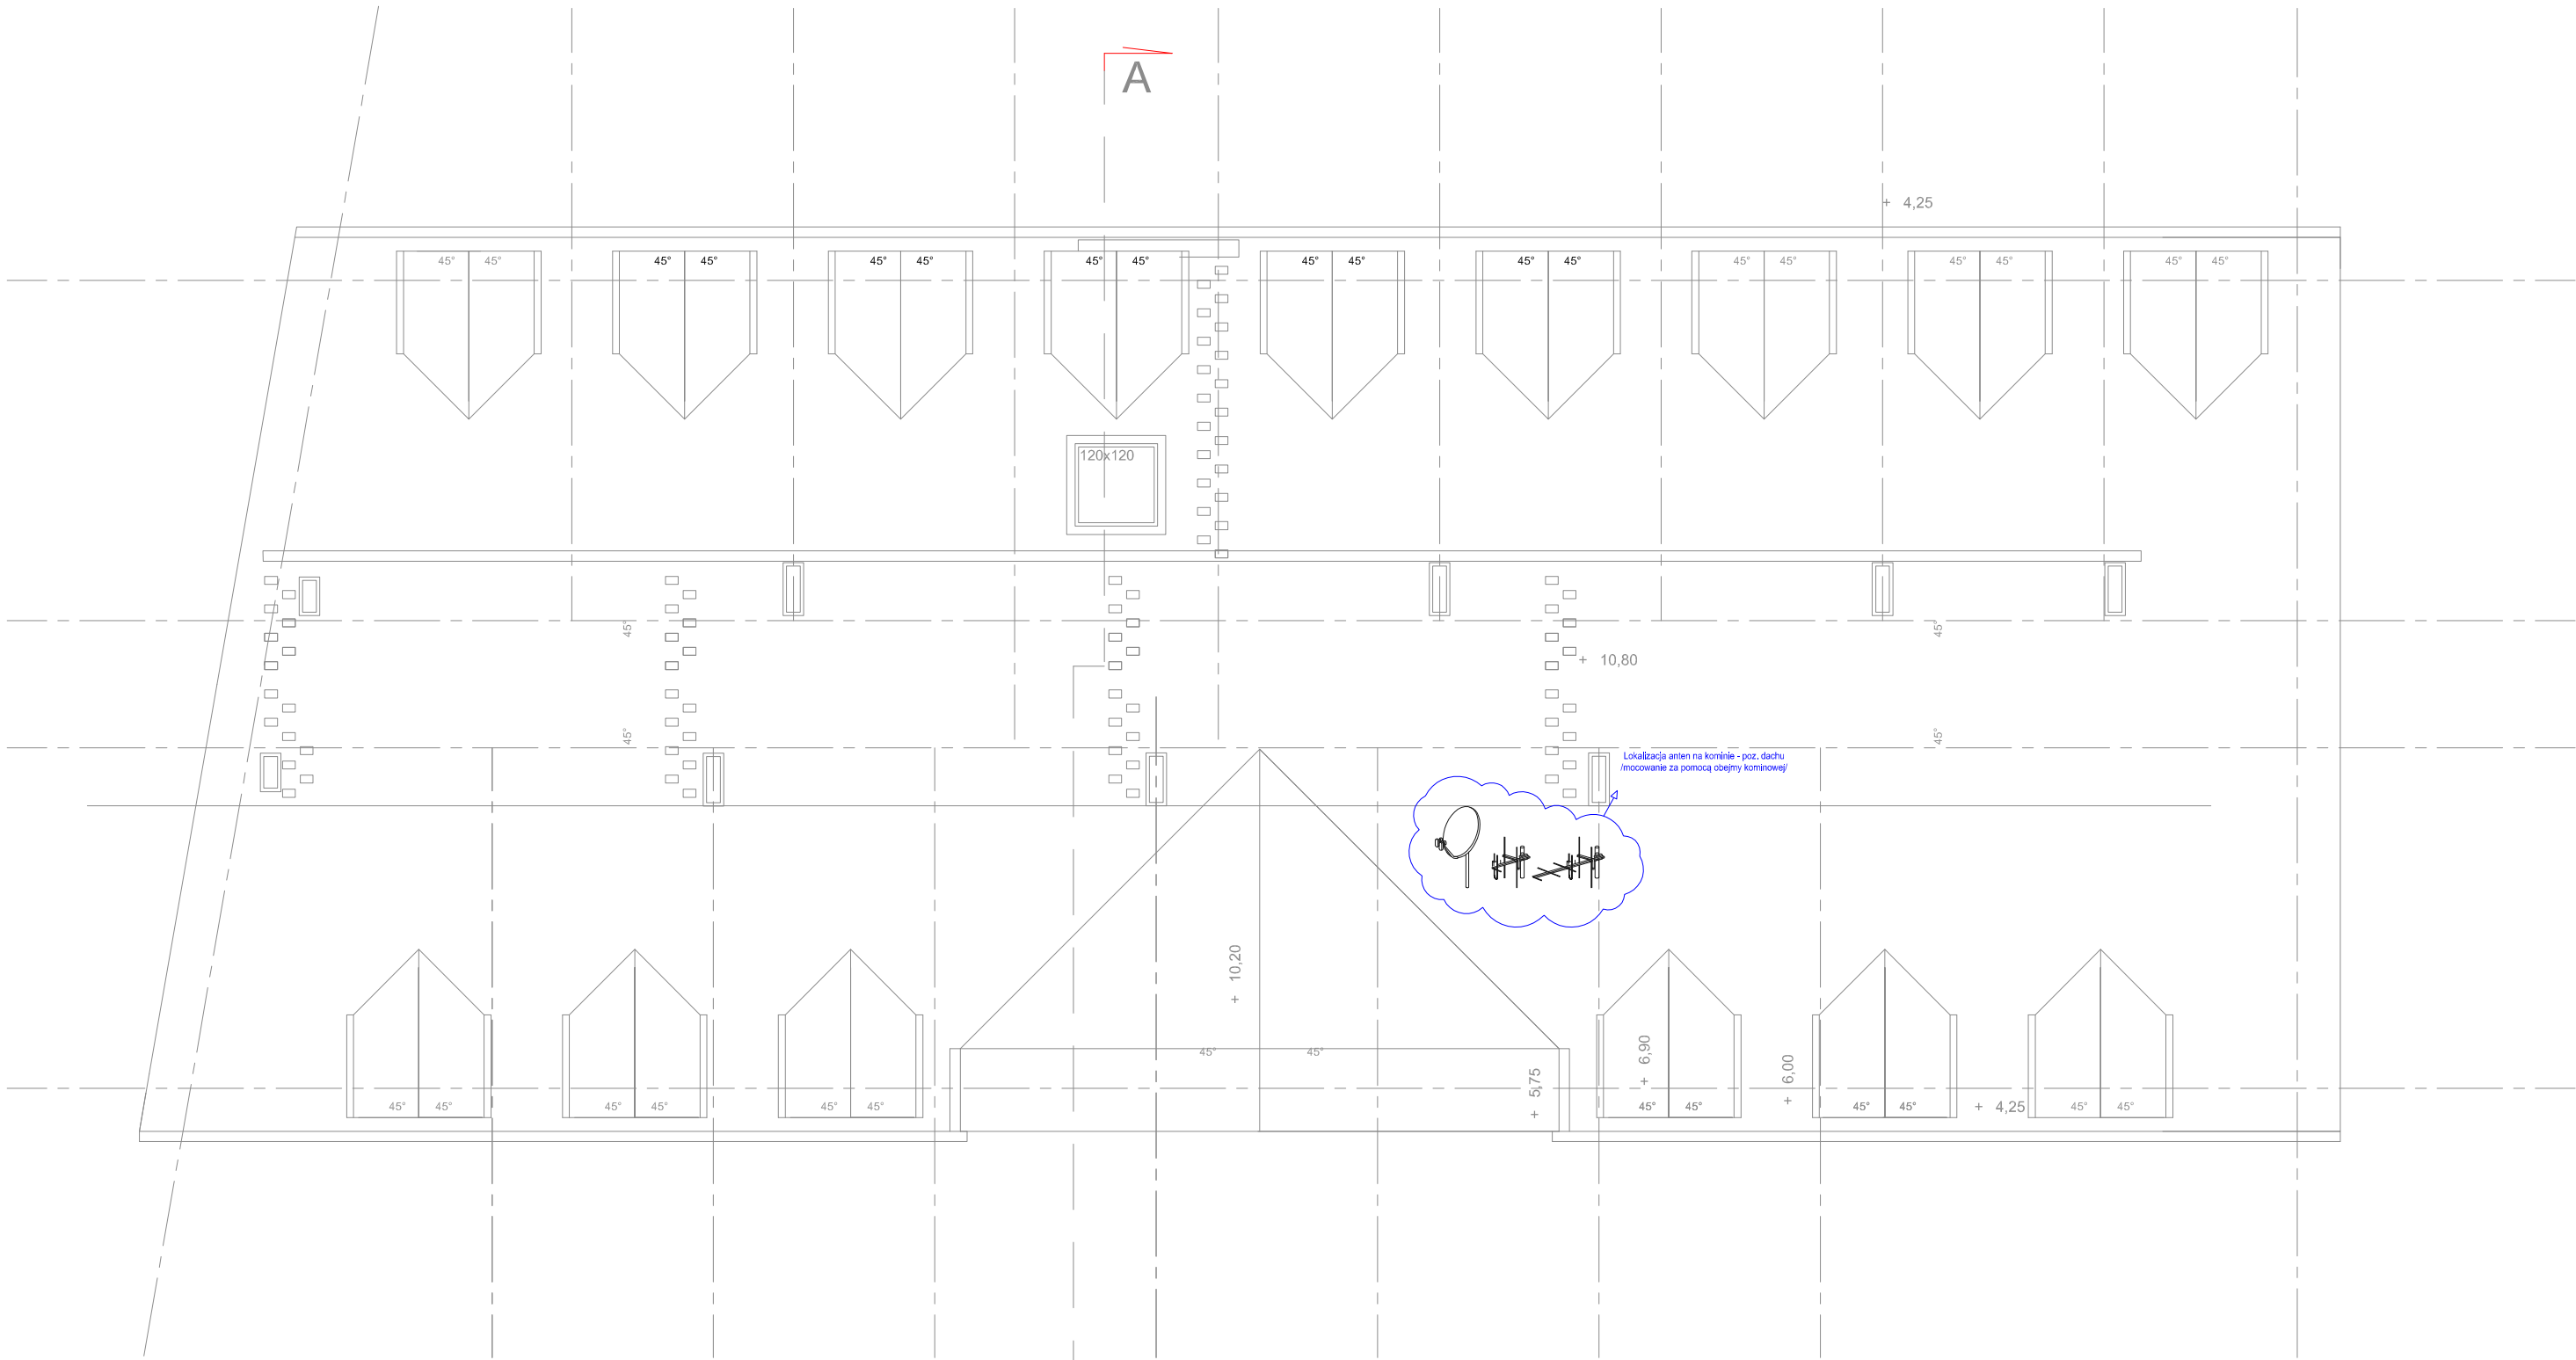 A
+ 4,25
45° 45° 45° 45° 45° 45° 45° 45° 45° 45° 45° 45° 45° 45° 45° 45° 45° 45°
120x120
45° 45°
+ 10,80
45° 45°
Lokalizacja anten na kominie - poz. dachu
/mocowanie za pomocą obejmy kominowej/
+ 10,20
45° 45°
+ 5,75
+ 6,90
+ 6,00
45° 45° 45° 45° 45° 45° 45° 45° 45° 45° + 4,25 45° 45°